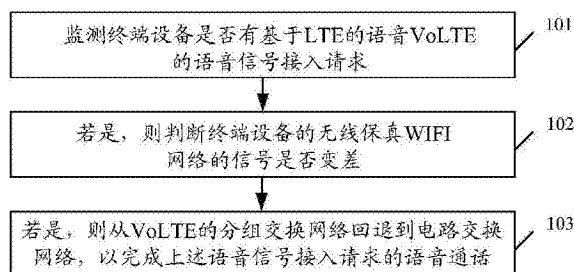 监测终端设备是否有基于LTE的语音VoLTE
的语音信号接入请求
101
若是，则判断终端设备的无线保真WIFI
网络的信号是否变差
102
若是，则从VoLTE的分组交换网络回退到电路交换
网络，以完成上述语音信号接入请求的语音通话
103